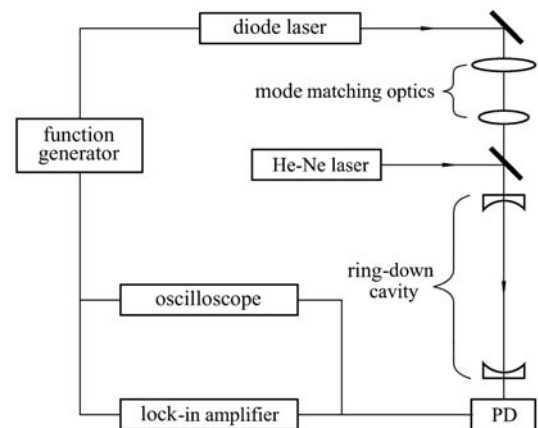 diode laser
mode matching optics
function
generator
He-Ne laser
ring-down
cavity
oscilloscope
lock-in amplifier
PD